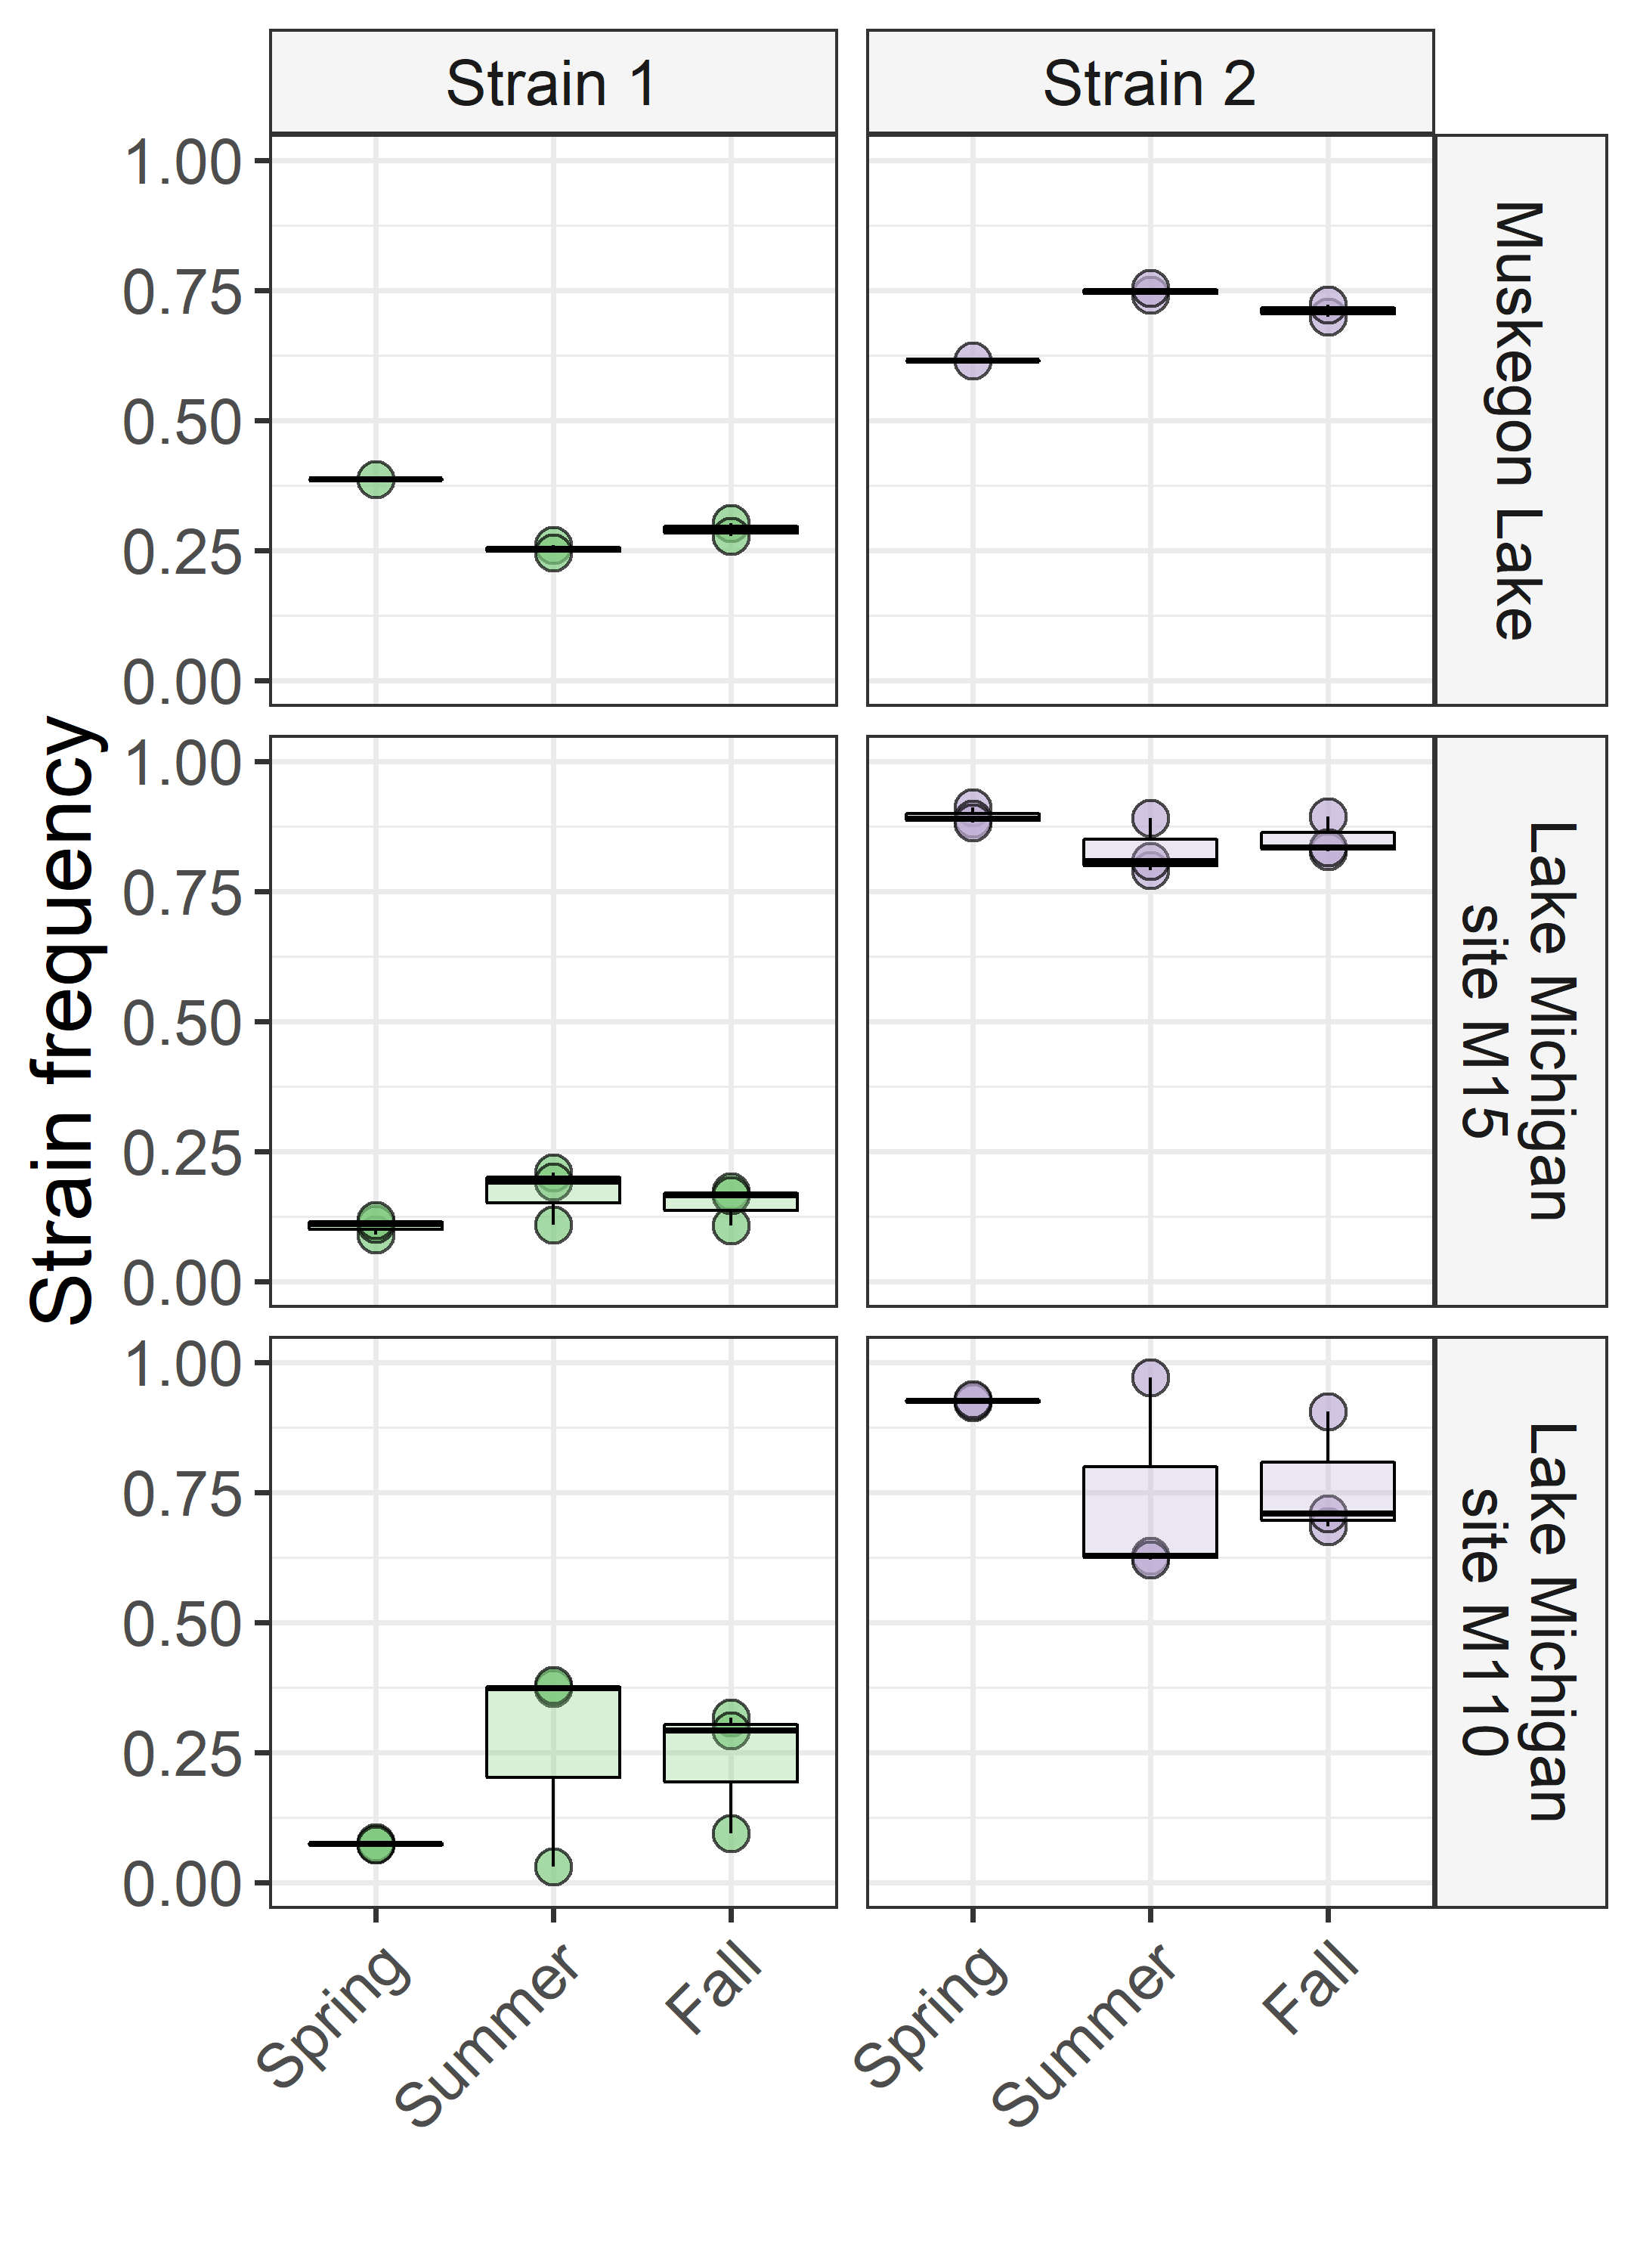 Strain 1
Strain 2
1.00
0.75
0.50
0.25
0.00
Muskegon Lake
Strain frequency
1.00
0.75
0.50
0.25
0.00
Lake Michigan
site M15
1.00
0.75
0.50
0.25
0.00
Lake Michigan
site M110
Spring
Summer
Fall
Spring
Summer
Fall